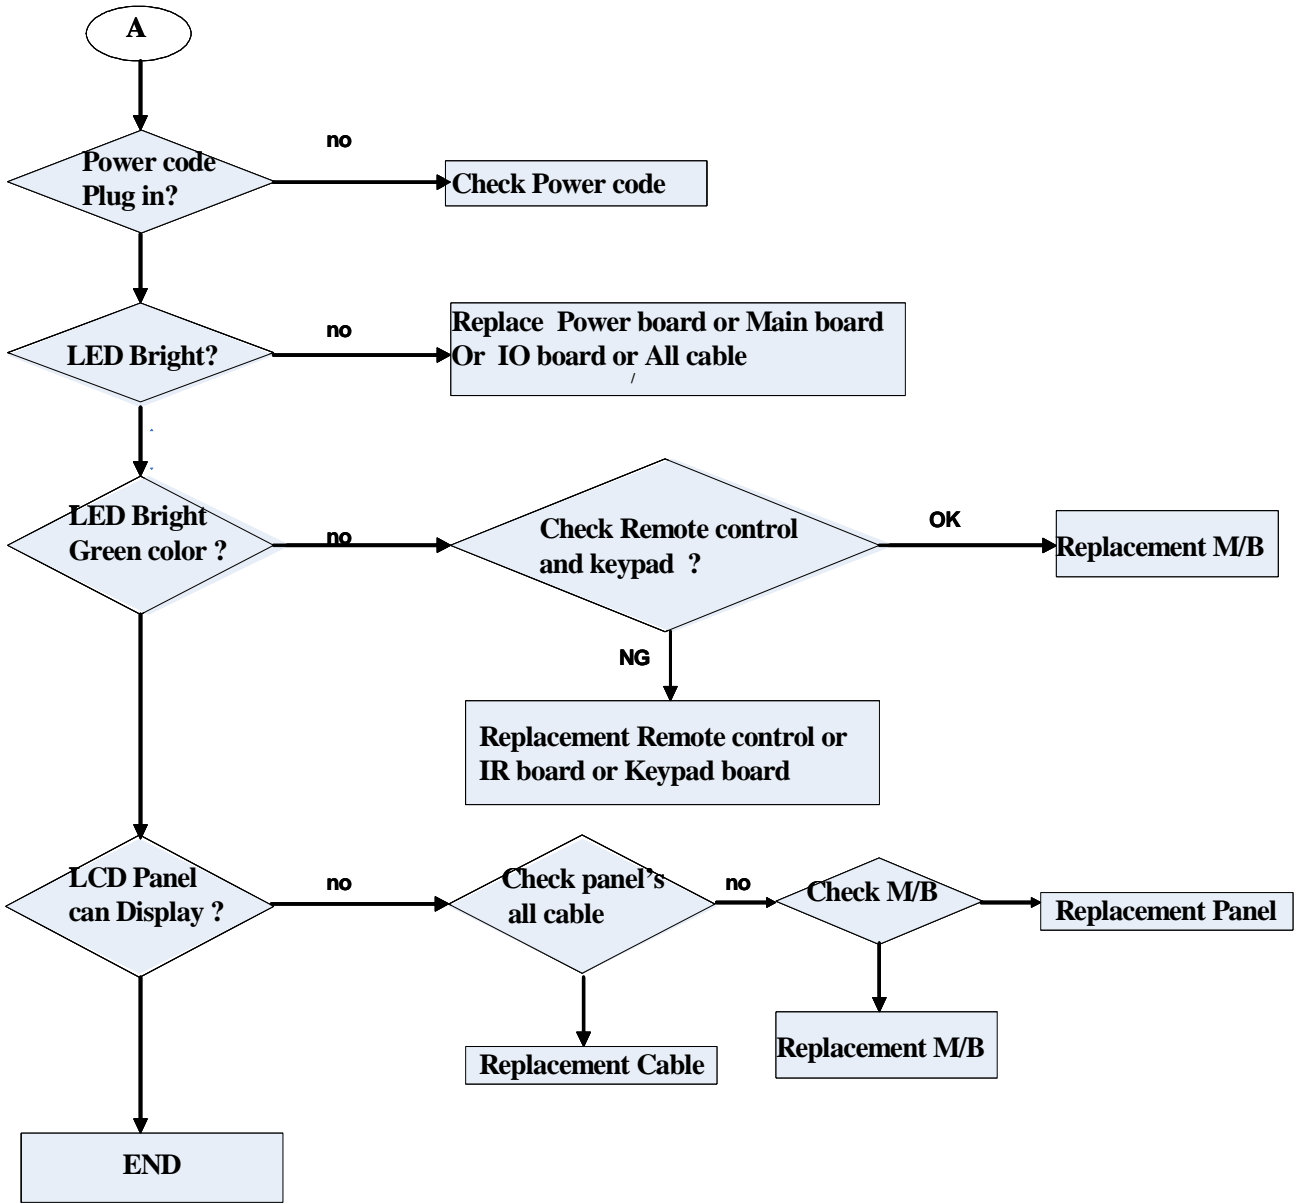 A
no
Power code
Plug in?
Check Power code
no
Replace Power board or Main board
Or IO board or All cable
/
LED Bright?
LED Bright
Green color ?
no
Check Remote control
and keypad ?
OK
Replacement M/B
NG
Replacement Remote control or
IR board or Keypad board
LCD Panel
can Display ?
no
Check panel's
all cable
no
Check M/B
Replacement Panel
Replacement Cable
Replacement M/B
END